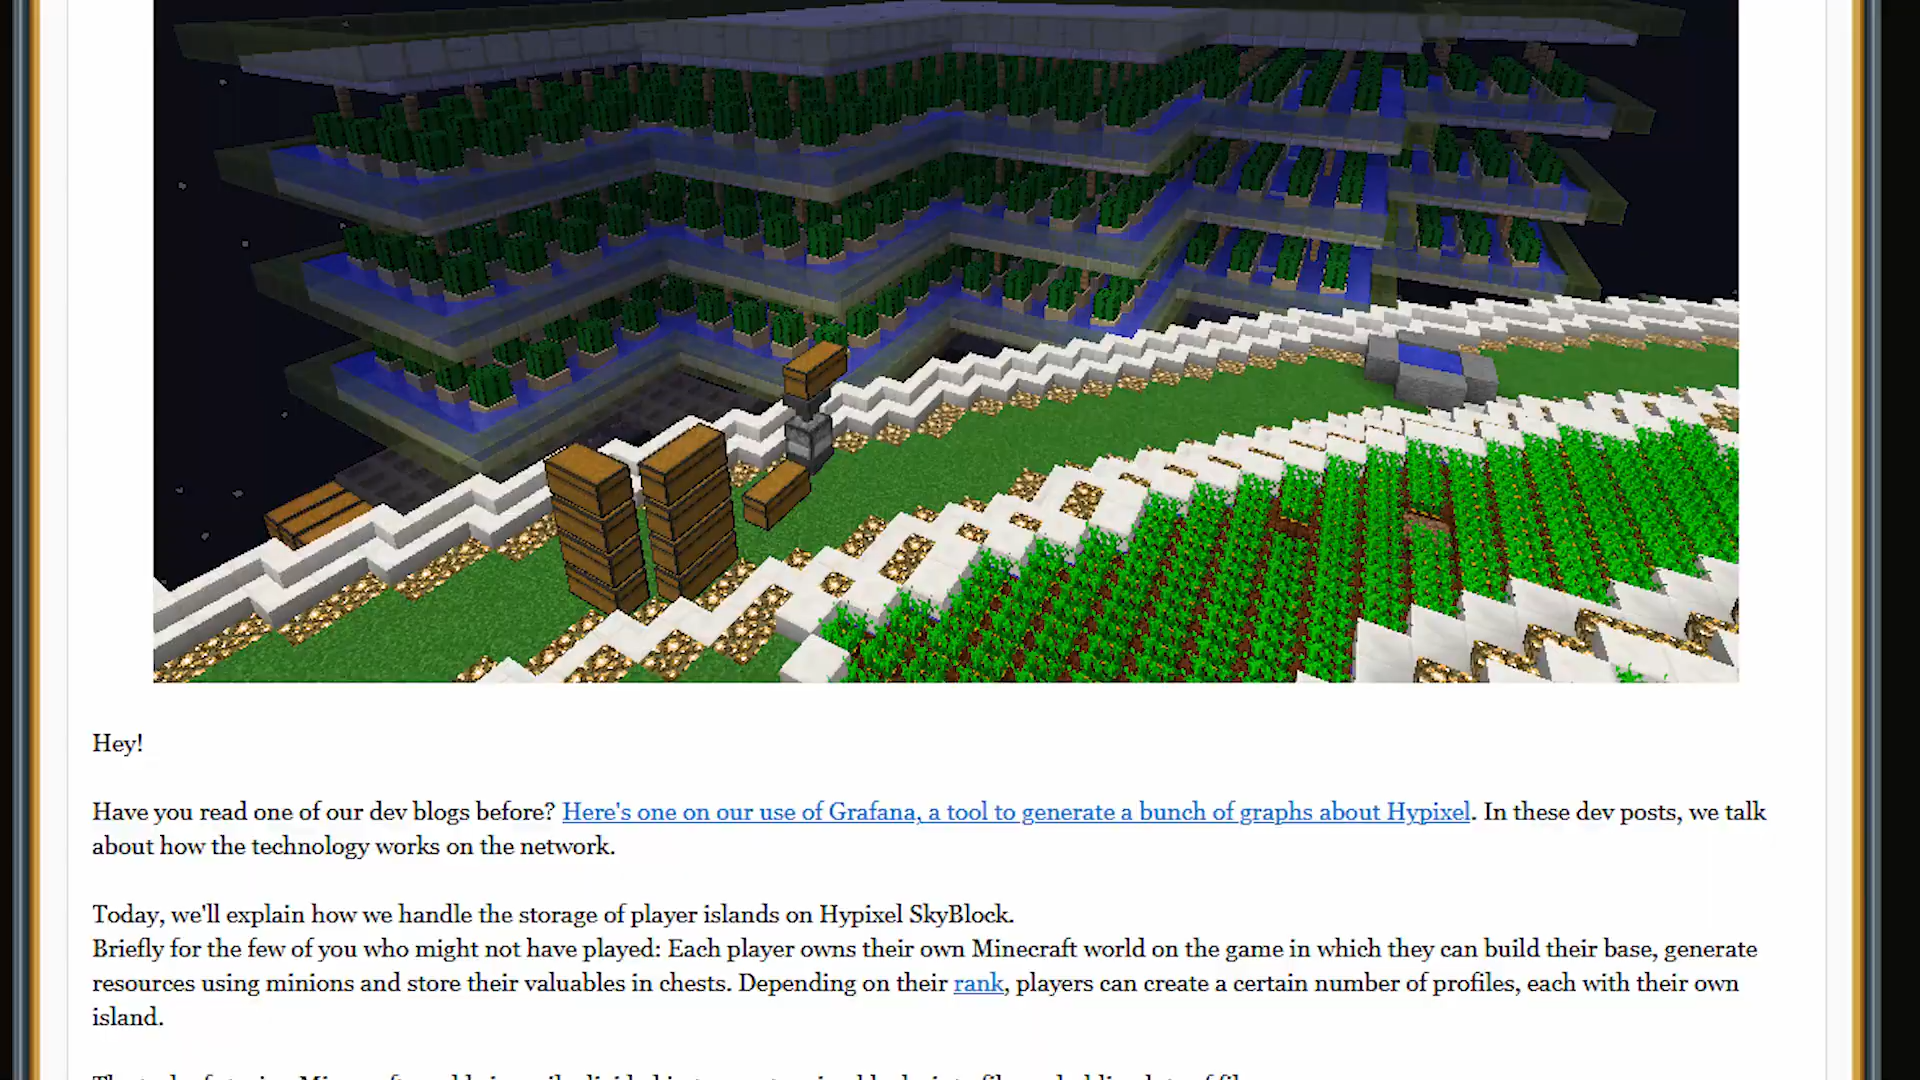 Hey!
Have you read one of our dev blogs before? Here's one on our use of Grafana, a tool to generate a bunch of graphs about Hypixel. In these dev posts, we talk
about how the technology works on the network.
Today, we'll explain how we handle the storage of player islands on Hypixel SkyBlock.
Briefly for the few of you who might not have played: Each player owns their own Minecraft world on the game in which they can build their base, generate
resources using minions and store their valuables in chests. Depending on their rank, players can create a certain number of profiles, each with their own
island.